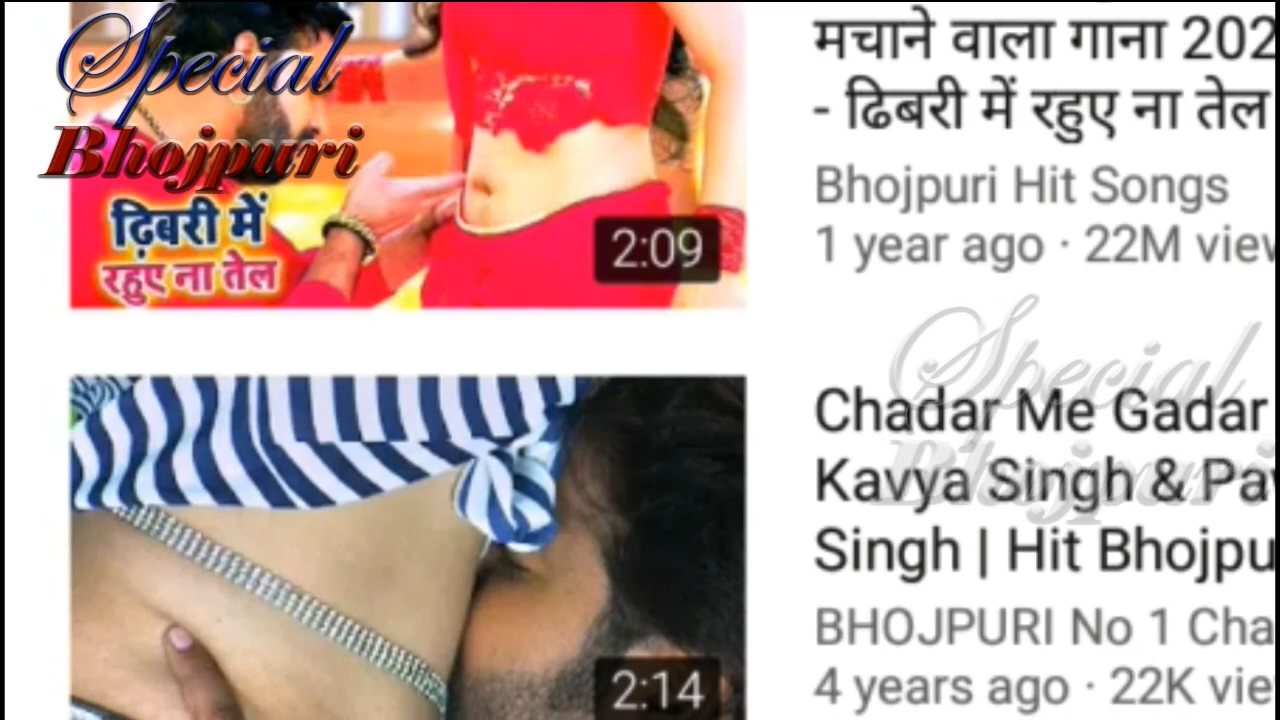 Special
Bhojpuri
ढ़िबरी में
रहुए ना तेल
2:09
मचाने वाला गाना 202
- ढिबरी में रहुए ना तेल
Bhojpuri Hit Songs
1 year ago · 22M view
Special
Bhojpuri
2:14
Chadar Me Gadar
Kavya Singh & Pa
Singh | Hit Bhojpu
BHOJPURI No 1 Cha
4 years ago · 22K vie